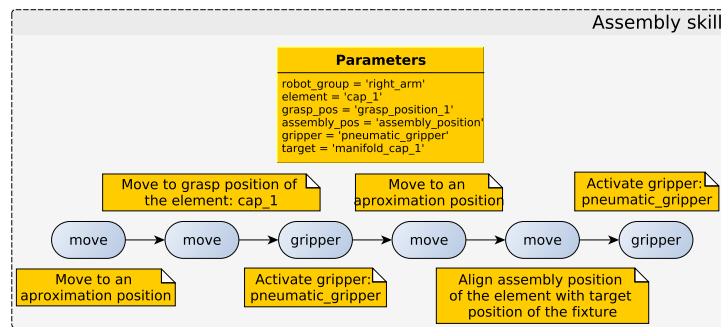 Assembly skill
Parameters
robot_group = 'right_arm'
element = 'cap_1'
grasp_pos = 'grasp_position_1'
assembly_pos = 'assembly_position'
gripper = 'pneumatic_gripper'
target = 'manifold_cap_1'
Move to grasp position of
the element: cap_1
Move to an
aproximation position
Activate gripper:
pneumatic_gripper
move
move
gripper
move
move
gripper
Move to an
aproximation position
Activate gripper:
pneumatic_gripper
Align assembly position
of the element with target
position of the fixture